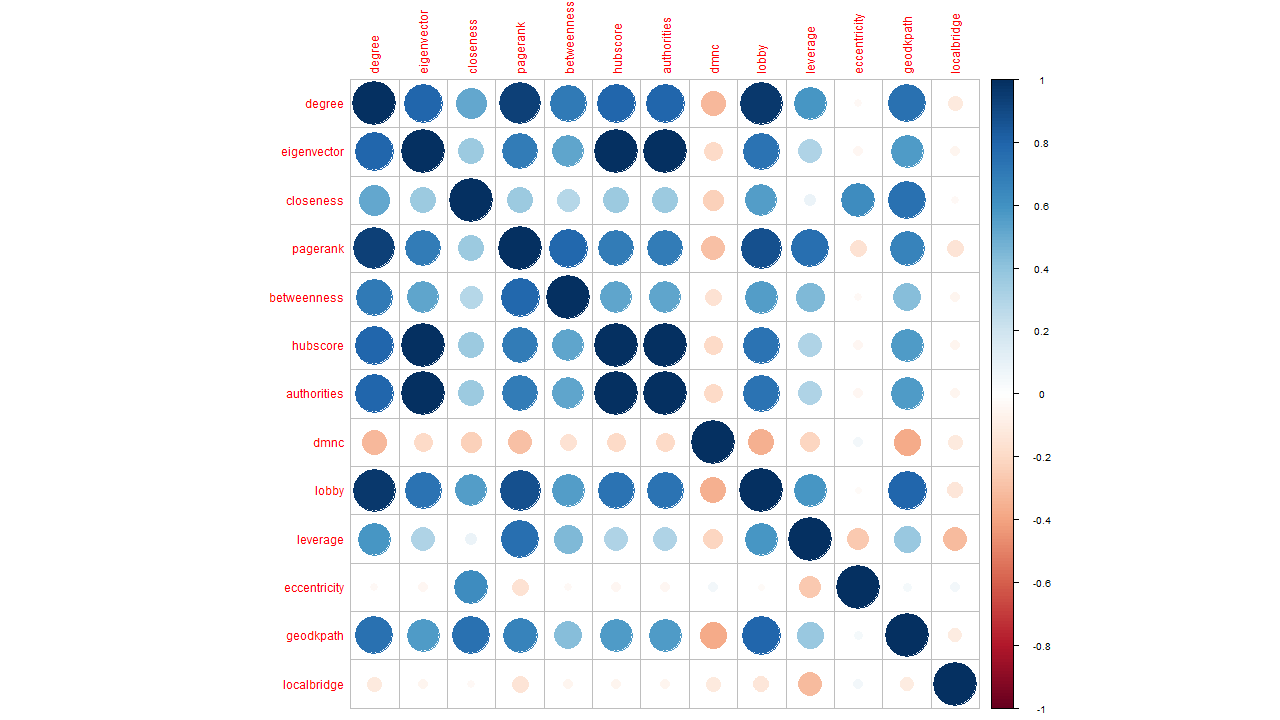 degree
eigenvector
closeness
pagerank
betweenness
hubscore
authorities
dmnc
lobby
leverage
eccentricity
geodkpath
localbridge
degree
eigenvector
closeness
pagerank
betweenness
hubscore
authorities
dmnc
lobby
leverage
eccentricity
geodkpath
localbridge
1
0.8
0.6
0.4
0.2
0
-0.2
-0.4
-0.6
-0.8
-1